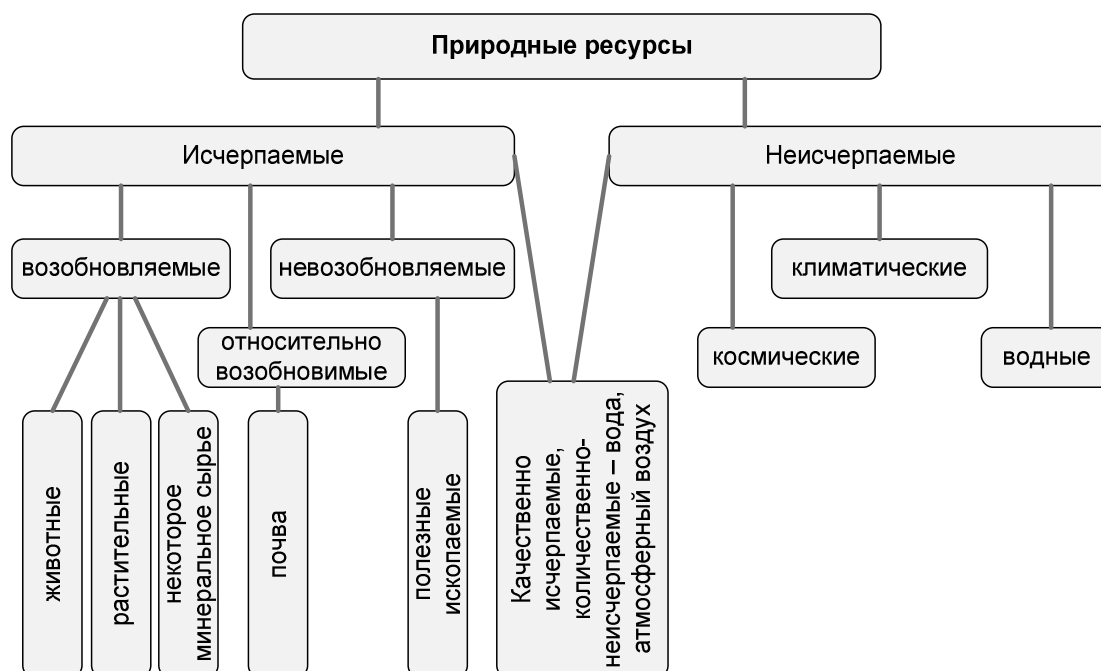 Природные ресурсы
Исчерпаемые
Неисчерпаемые
возобновляемые
невозобновляемые
климатические
относительно
возобновимые
космические
водные
животные
растительные
некоторое
минеральное сырье
почва
полезные
ископаемые
Качественно
исчерпаемые,
количественно-
неисчерпаемые – вода,
атмосферный воздух